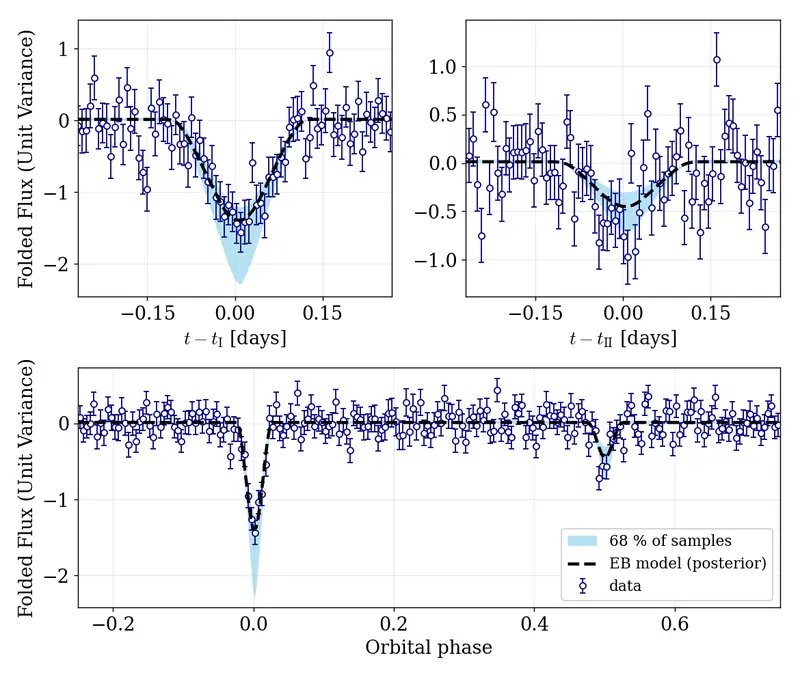 Folded Flux (Unit Variance)
1
0
−1
−2
−0.15
0.00
0.15
t − tI [days]
1.0
0.5
0.0
−0.5
−1.0
−0.15
0.00
0.15
t − tII [days]
Folded Flux (Unit Variance)
0
−1
−2
−0.2
0.0
0.2
0.4
0.6
Orbital phase
68 % of samples
EB model (posterior)
data